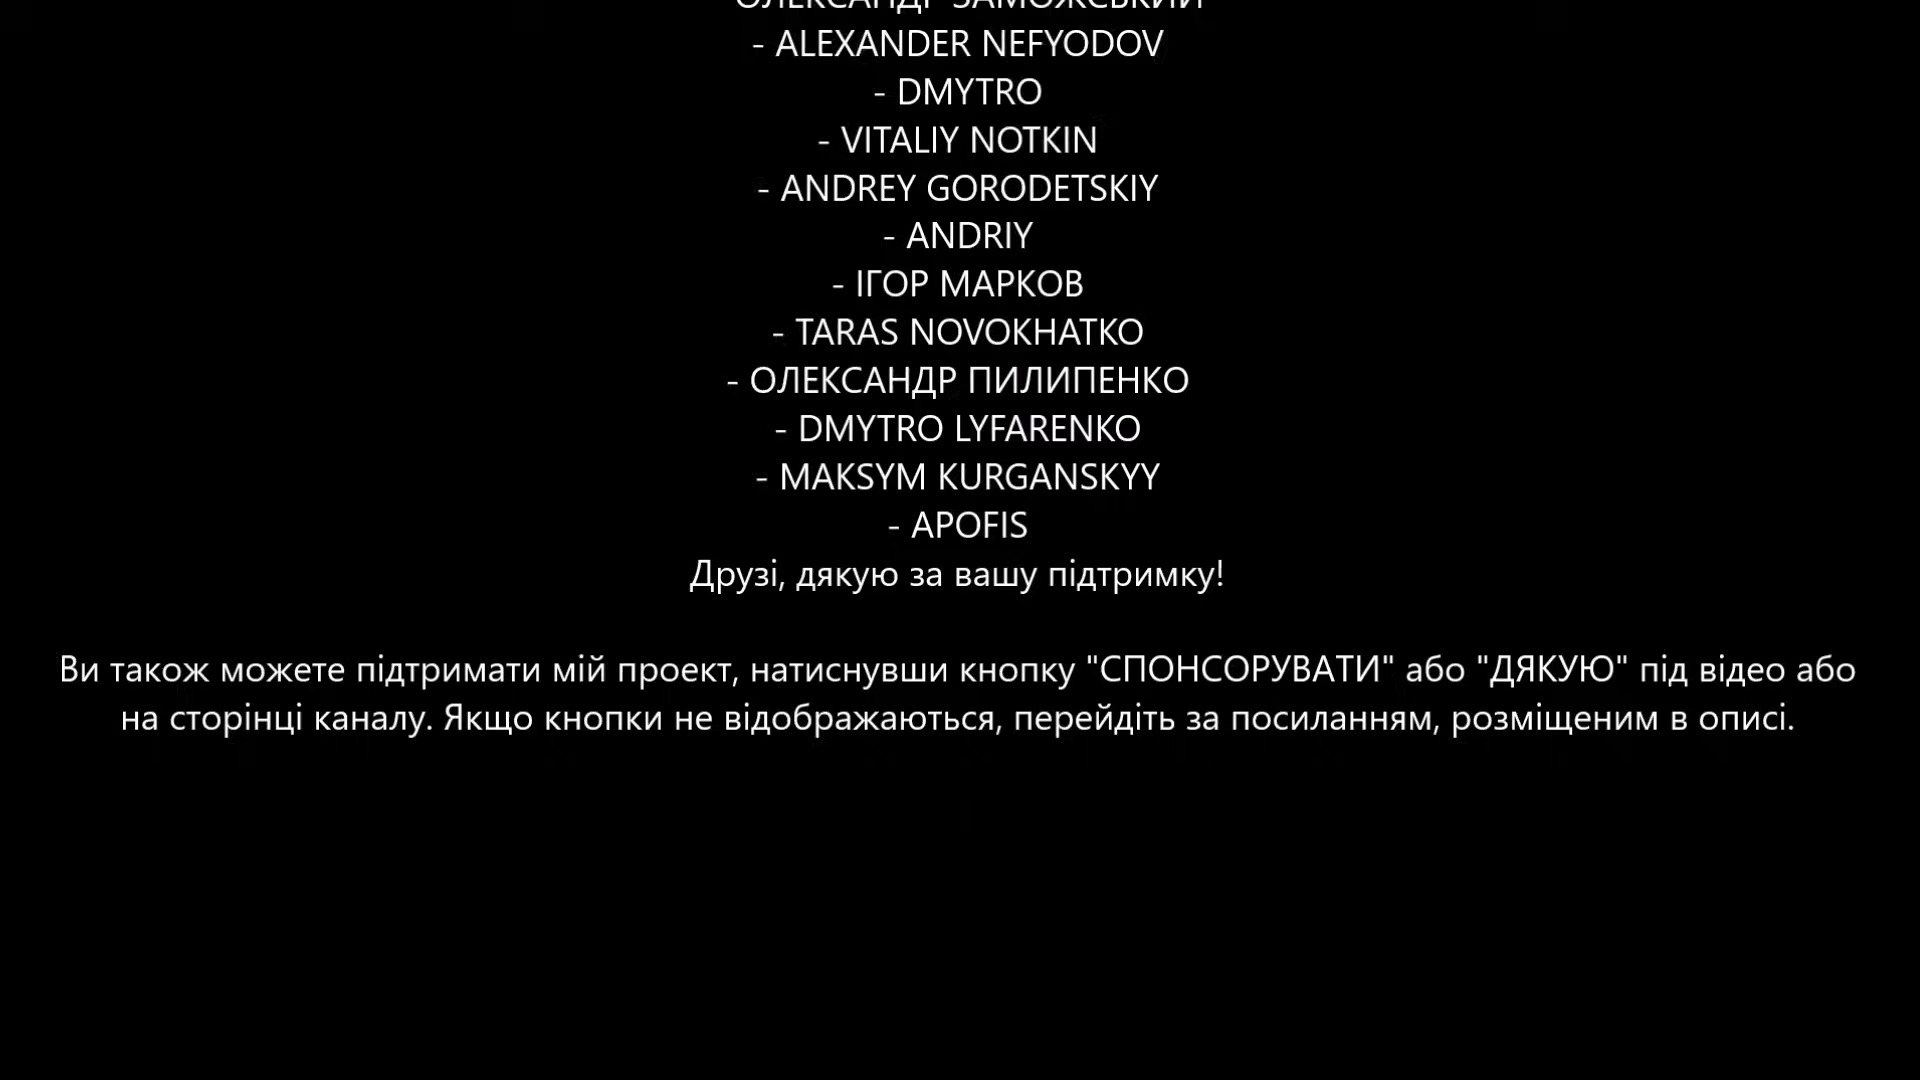 ОЛЕКСАНДР ЗАМОЖСЬКИЙ
- ALEXANDER NEFYODOV
- DMYTRO
- VITALIY NOTKIN
- ANDREY GORODETSKIY
- ANDRIY
- ІГОР МАРКОВ
- TARAS NOVOKHATKO
- ОЛЕКСАНДР ПИЛИПЕНКО
- DMYTRO LYFARENKO
- MAKSYM KURGANSKYY
- APOFIS
Друзі, дякую за вашу підтримку!
Ви також можете підтримати мій проект, натиснувши кнопку "СПОНСОРУВАТИ" або "ДЯКУЮ" під відео або
на сторінці каналу. Якщо кнопки не відображаються, перейдіть за посиланням, розміщеним в описі.